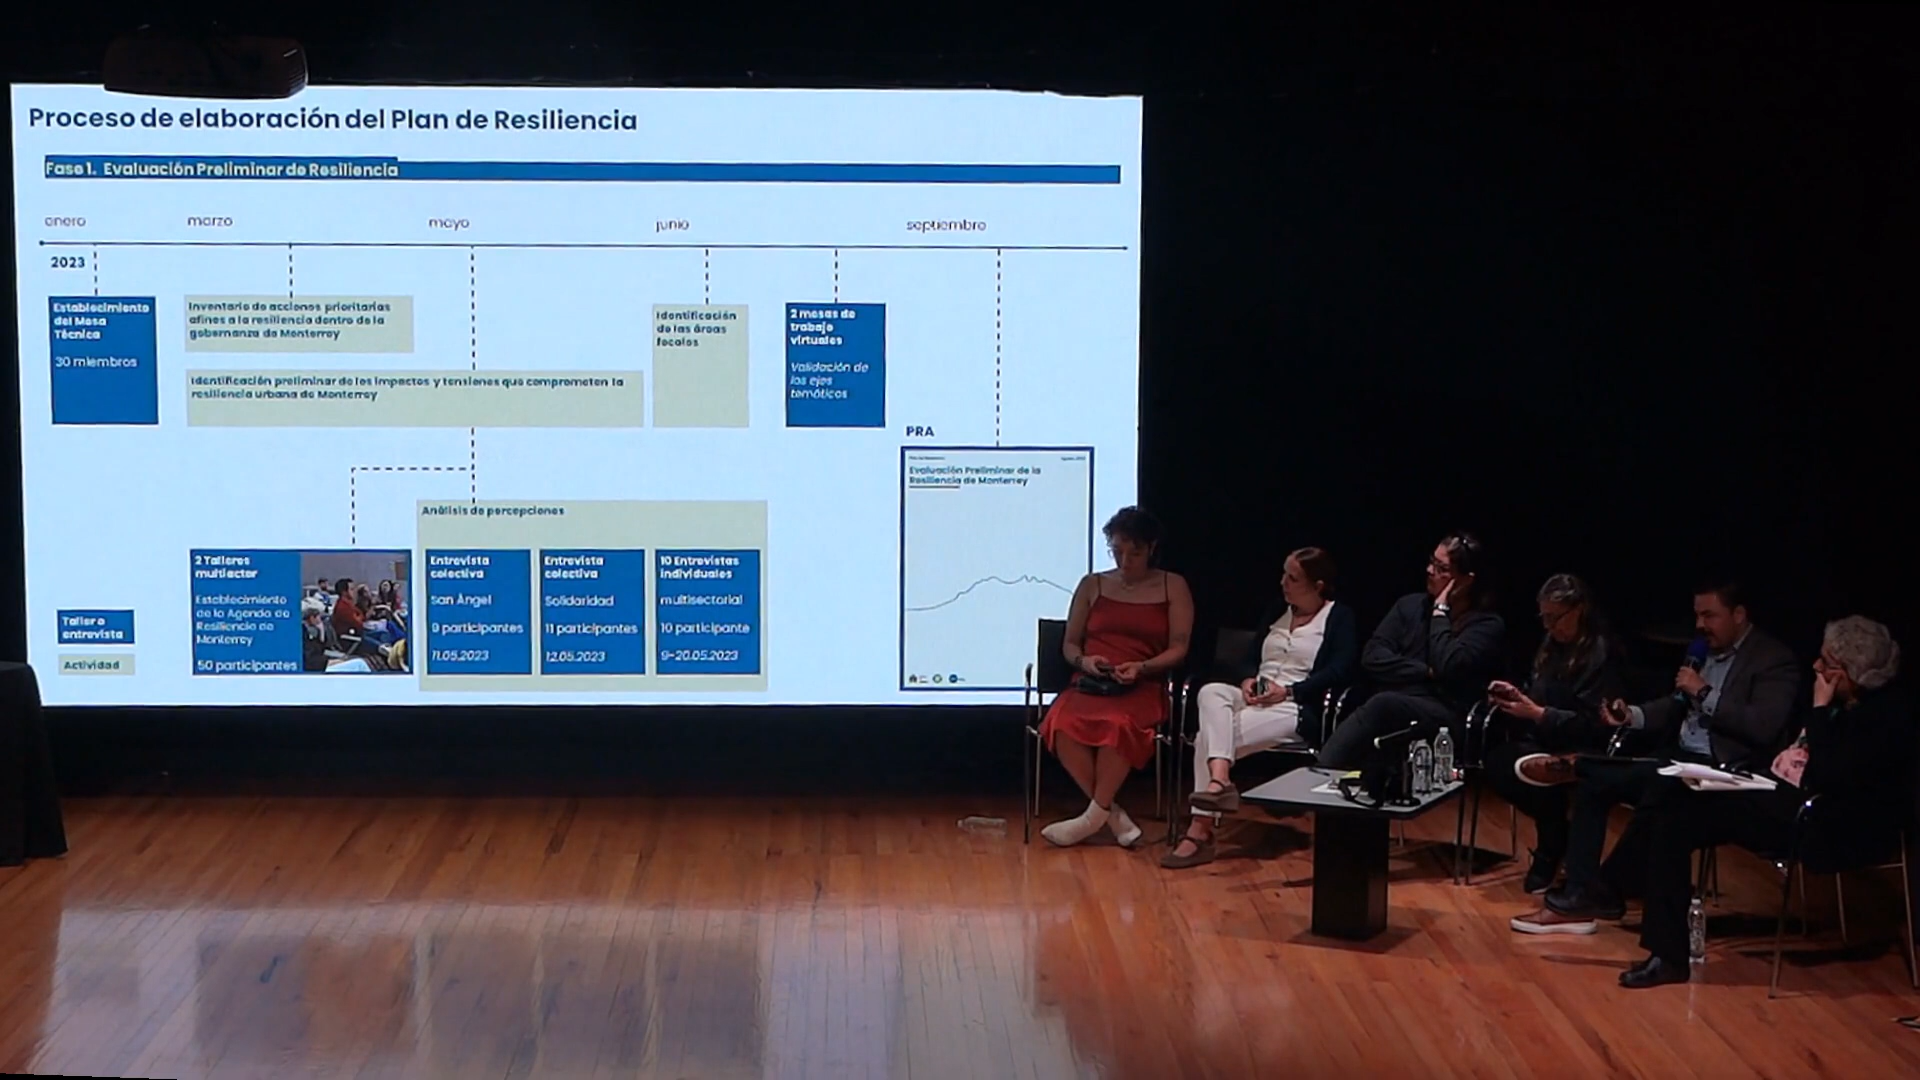 Proceso de elaboración del Plan de Resiliencia
Fase 1. Evaluación Preliminar de Resiliencia
enero
marzo
mayo
junio
septiembre
2023
Establecimiento
del Mesa
Técnica
30 miembros
Inventario de acciones prioritarias
afines a la resiliencia dentro de la
gobernanza de Monterrey
Identificación preliminar de los impactos y tensiones que comprometen la
resiliencia urbana de Monterrey
Identificación
de las áreas
focales
2 mesas de
trabajo
virtuales
Validación de
los ejes
temáticos
PRA
Evaluación Preliminar de la
Resiliencia de Monterrey
Análisis de percepciones
2 Talleres
multiactor
Establecimiento
de la Agenda de
Resiliencia de
Monterrey
50 participantes
Entrevista
colectiva
San Ángel
9 participantes
11.05.2023
Entrevista
colectiva
Solidaridad
11 participantes
12.05.2023
10 Entrevistas
individuales
multisectorial
10 participante
9-20.05.2023
Taller o
entrevista
Actividad